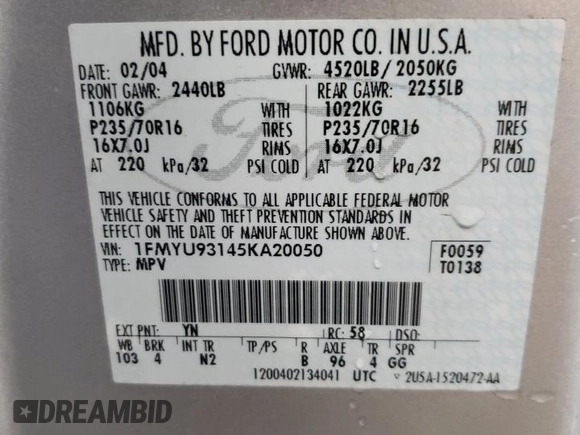 MFD. BY FORD MOTOR CO. IN U.S.A.
DATE: 02/04 GVWR: 4520LB/ 2050KG
FRONT GAWR: 2440LB REAR GAWR: 2255LB
1106KG WITH 1022KG WITH
P235/70R16 TIRES P235/70R16 TIRES
16X7.0J RIMS 16X7.0J RIMS
AT 220 kPa/32 PSI COLD AT 220 kPa/32 PSI COLD
THIS VEHICLE CONFORMS TO ALL APPLICABLE FEDERAL MOTOR
VEHICLE SAFETY AND THEFT PREVENTION STANDARDS IN
EFFECT ON THE DATE OF MANUFACTURE SHOWN ABOVE.
VIN: 1FMYU93145KA20050 F0059
TYPE: MPV T0138
EXT PNT: YN RC: 58 DSO:
WB BRK INT TR TP/PS R AXLE TR SPR
103 4 N2 B 96 4 GG
1200402134041 UTC 2U5A-1520472-AA
Ford
DREAMBID